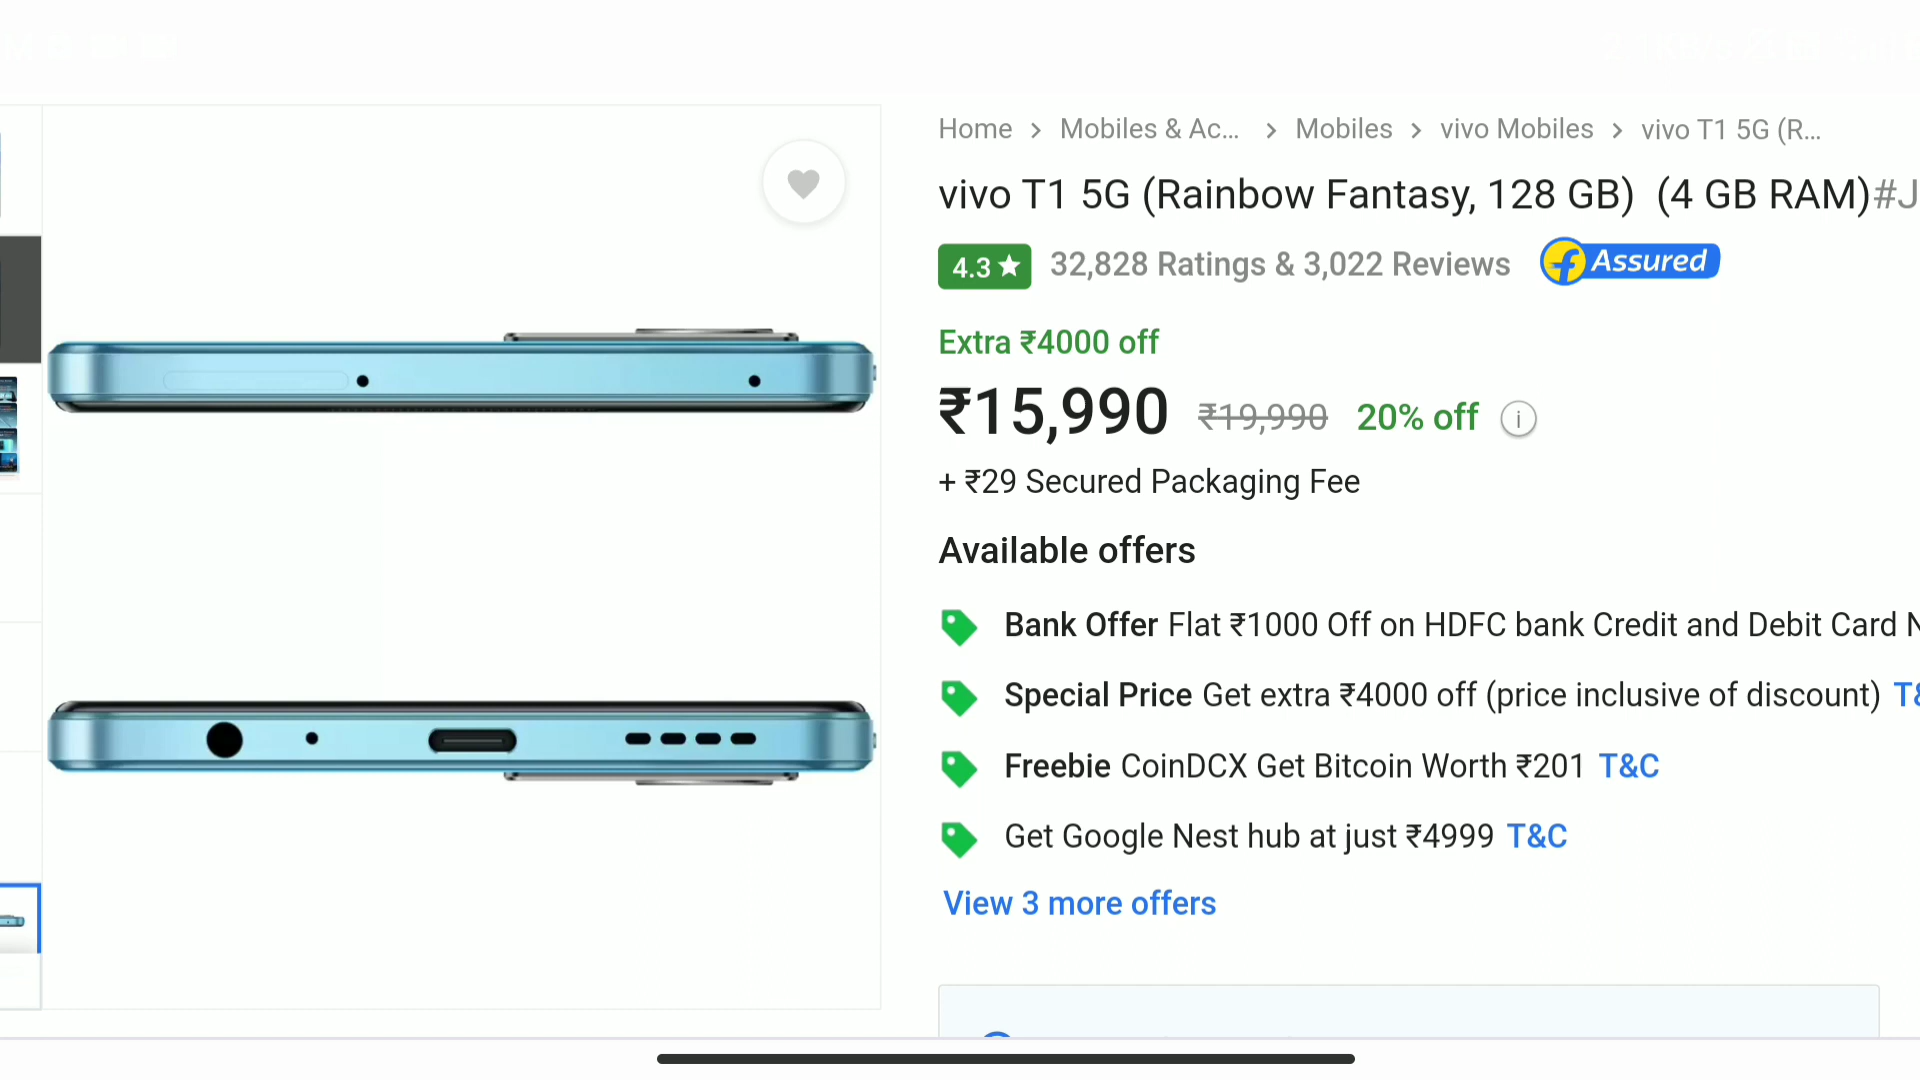 Home > Mobiles & Ac... > Mobiles > vivo Mobiles > vivo T1 5G (R...
vivo T1 5G (Rainbow Fantasy, 128 GB) (4 GB RAM)#J
4.3★ 32,828 Ratings & 3,022 Reviews Assured
Extra ₹4000 off
₹15,990 ₹19,990 20% off i
+ ₹29 Secured Packaging Fee
Available offers
Bank Offer Flat ₹1000 Off on HDFC bank Credit and Debit Card
Special Price Get extra ₹4000 off (price inclusive of discount) T&
Freebie CoinDCX Get Bitcoin Worth ₹201 T&C
Get Google Nest hub at just ₹4999 T&C
View 3 more offers